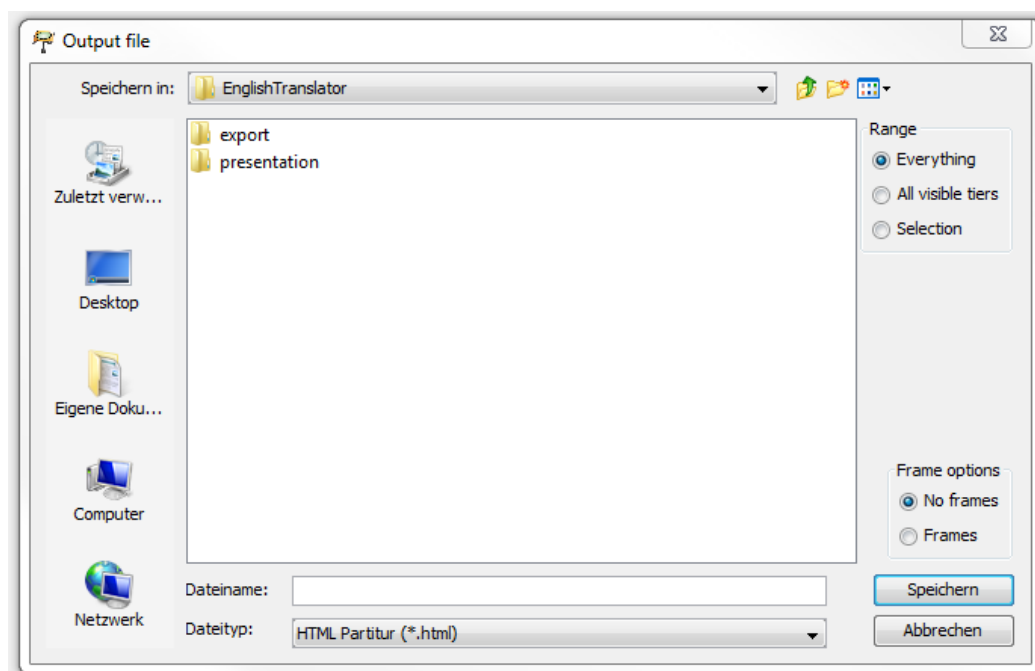 Output file
Speichern in:
EnglishTranslator
export
presentation
Zuletzt verw...
Desktop
Eigene Doku...
Computer
Netzwerk
Range
Everything
All visible tiers
Selection
Frame options
No frames
Frames
Dateiname:
Speichern
Dateityp:
HTML Partitur (*.html)
Abbrechen